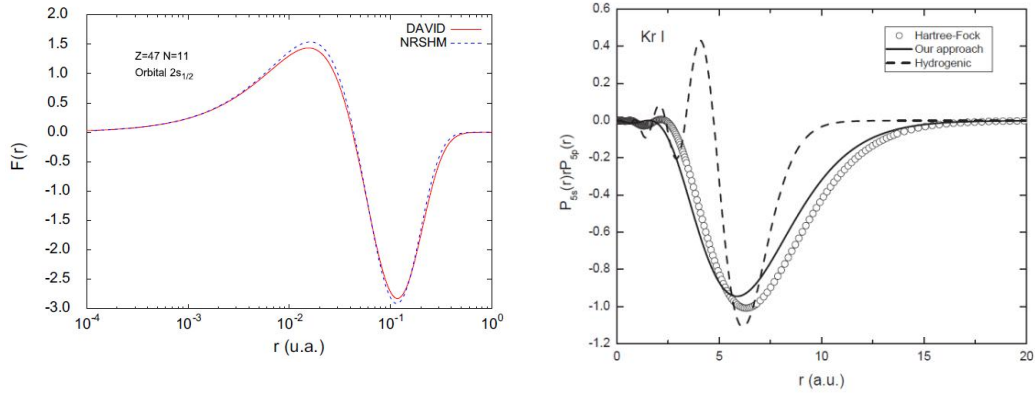 DAVID
NRSHM
Z=47 N=11
Orbital 2s1/2
F(r)
1.5
1.0
0.5
0.0
-0.5
-1.0
-1.5
-2.0
-2.5
-3.0
10-4
10-3
10-2
10-1
100
r (u.a.)
Kr I
Hartree-Fock
Our approach
Hydrogenic
P5s(r)rP5p(r)
0.6
0.4
0.2
0.0
-0.2
-0.4
-0.6
-0.8
-1.0
-1.2
0
5
10
15
20
r (a.u.)